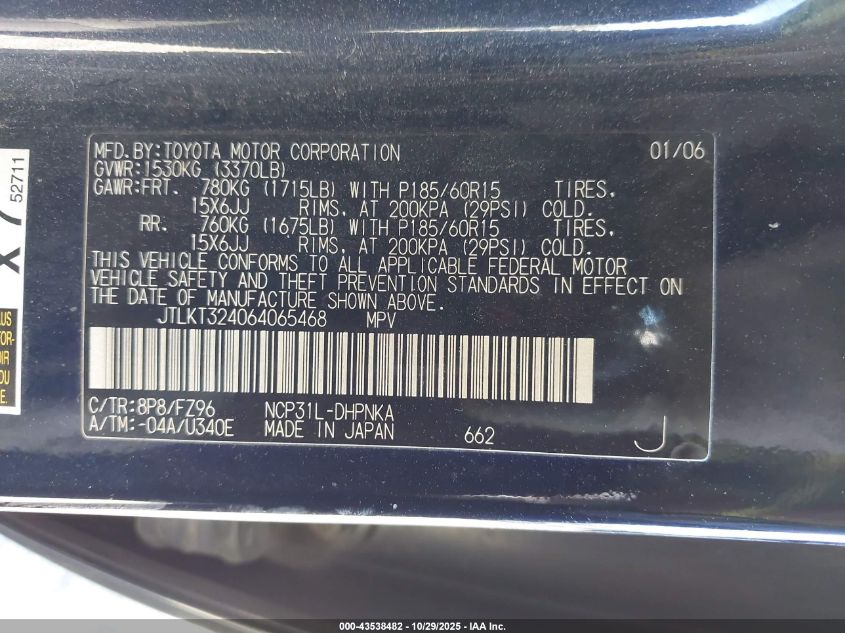 MFD.BY:TOYOTA MOTOR CORPORATION 01/06
GVWR:1530KG (3370LB)
GAWR:FRT. 780KG (1715LB) WITH P185/60R15 TIRES,
15X6JJ RIMS, AT 200KPA (29PSI) COLD.
RR. 760KG (1675LB) WITH P185/60R15 TIRES,
15X6JJ RIMS, AT 200KPA (29PSI) COLD.
THIS VEHICLE CONFORMS TO ALL APPLICABLE FEDERAL MOTOR
VEHICLE SAFETY AND THEFT PREVENTION STANDARDS IN EFFECT ON
THE DATE OF MANUFACTURE SHOWN ABOVE.
JTLKT324064065468 MPV
C/TR:8P8/FZ96 NCP31L-DHPNKA
A/TM:-04A/U340E MADE IN JAPAN 662 J
X 7
52711
000-43538482 - 10/29/2025 - IAA Inc.